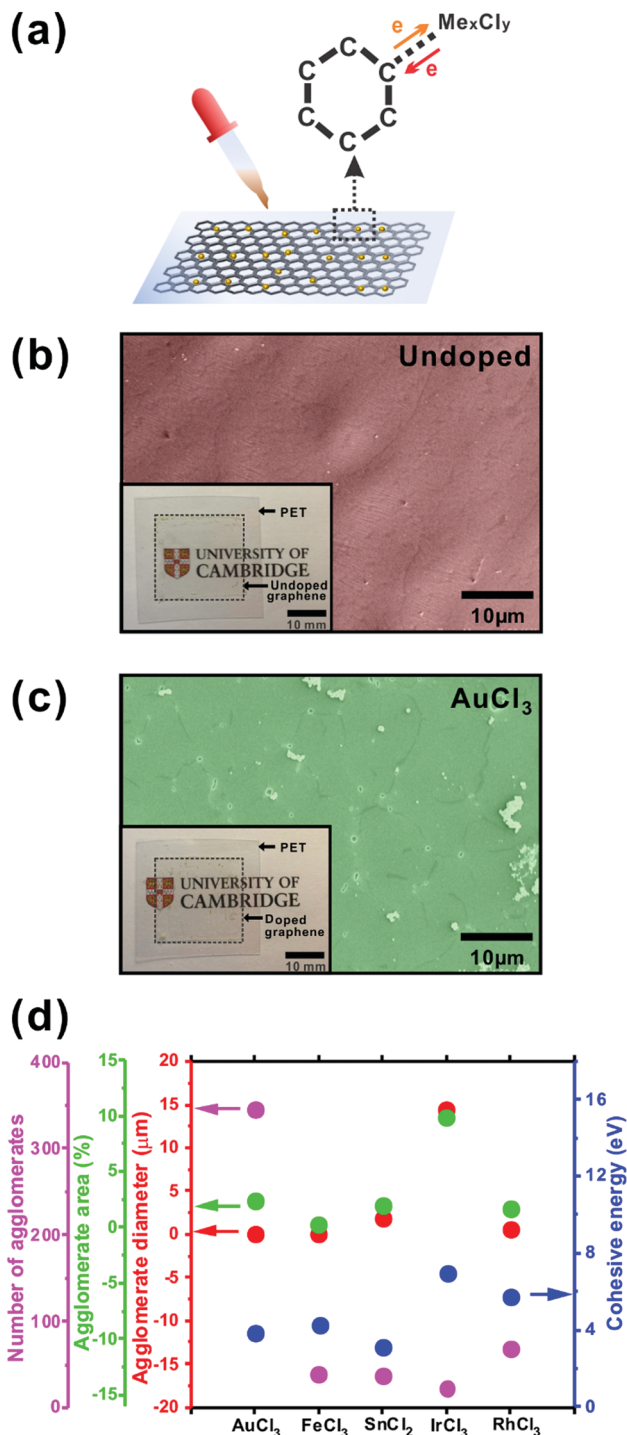 (a)
e
MeₓClᵧ
e
C
C
C
C
C
C
(b)
Undoped
PET
UNIVERSITY OF
CAMBRIDGE
Undoped
graphene
10 mm
10μm
(c)
AuCl₃
PET
UNIVERSITY OF
CAMBRIDGE
Doped
graphene
10 mm
10μm
(d)
Number of agglomerates
400
300
200
100
0
Agglomerate area (%)
15
10
5
0
-5
-10
-15
Agglomerate diameter (μm)
20
15
10
5
0
-5
-10
-15
-20
16
12
8
4
0
Cohesive energy (eV)
AuCl₃ FeCl₃ SnCl₂ IrCl₃ RhCl₃